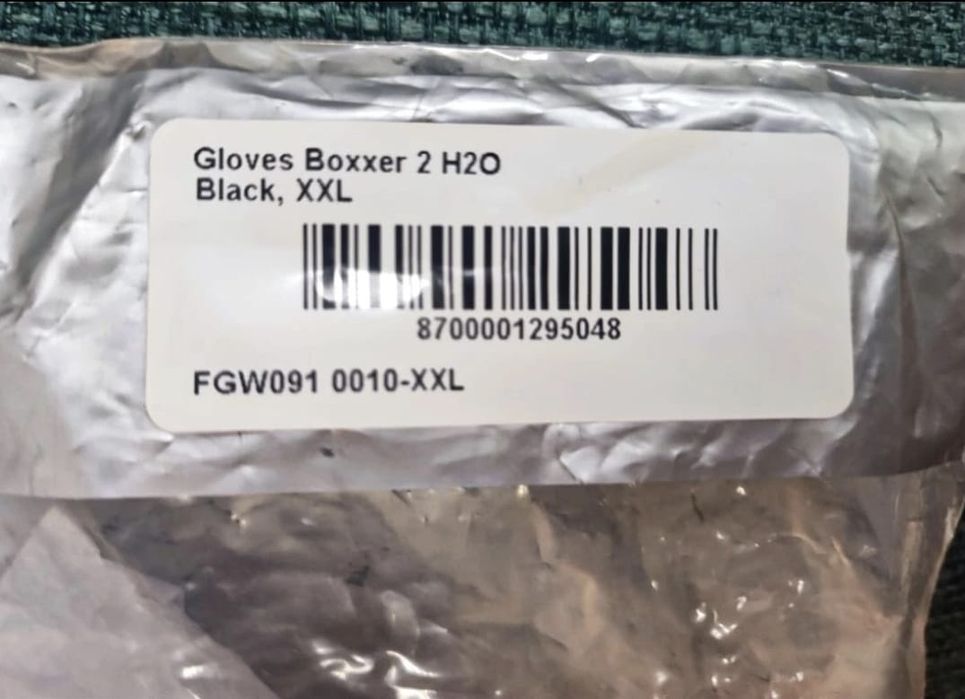 Gloves Boxxer 2 H2O
Black, XXL
8700001295048
FGW091 0010-XXL